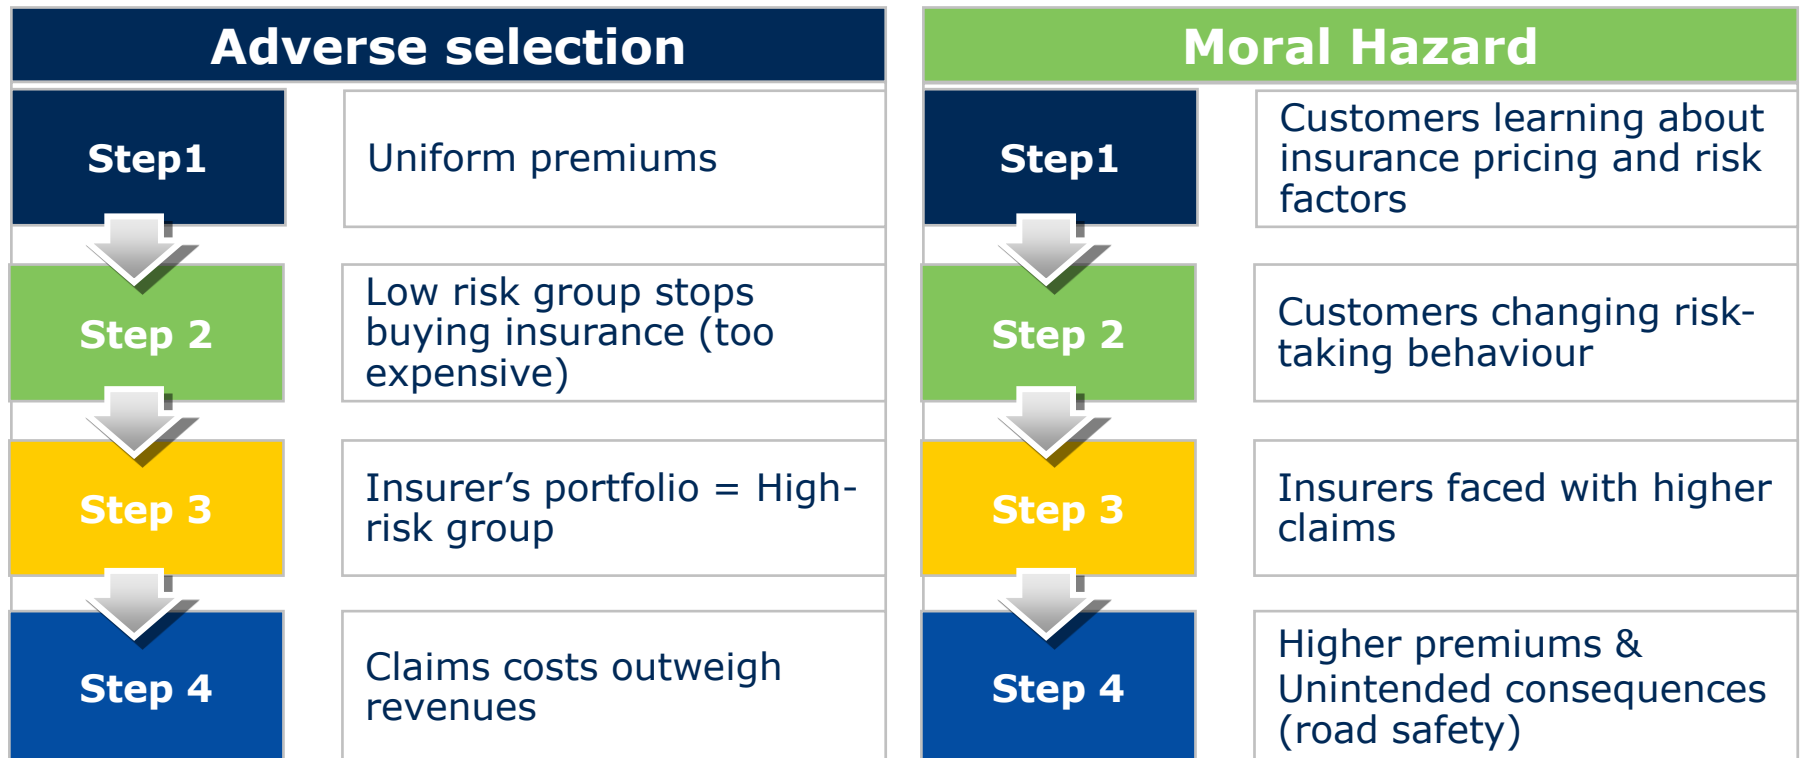 Adverse selection
Step1
Uniform premiums
Step 2
Low risk group stops
buying insurance (too
expensive)
Step 3
Insurer’s portfolio = High-
risk group
Step 4
Claims costs outweigh
revenues
Moral Hazard
Step1
Customers learning about
insurance pricing and risk
factors
Step 2
Customers changing risk-
taking behaviour
Step 3
Insurers faced with higher
claims
Step 4
Higher premiums &
Unintended consequences
(road safety)